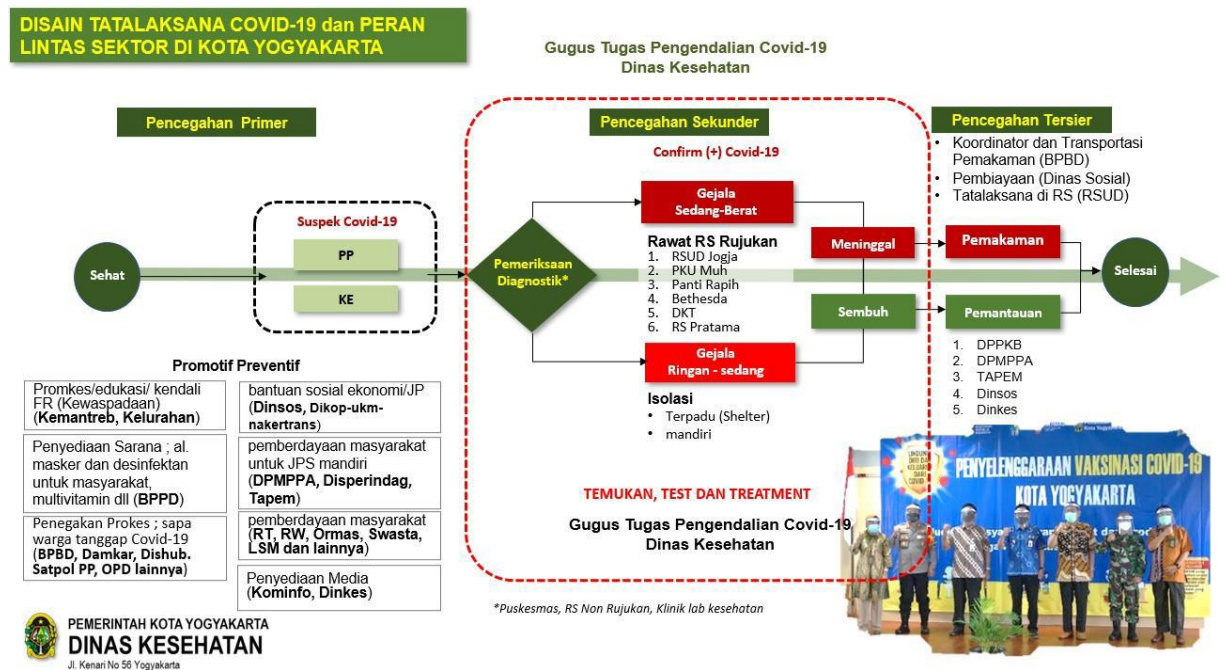 DISAIN TATALAKSANA COVID-19 dan PERAN
LINTAS SEKTOR DI KOTA YOGYAKARTA
Gugus Tugas Pengendalian Covid-19
Dinas Kesehatan
Pencegahan Primer
Pencegahan Sekunder
Pencegahan Tersier
• Koordinator dan Transportasi
Pemakaman (BPBD)
• Pembiayaan (Dinas Sosial)
• Tatalaksana di RS (RSUD)
Confirm (+) Covid-19
Suspek Covid-19
PP
KE
Sehat
Pemeriksaan
Diagnostik*
Gejala
Sedang-Berat
Rawat RS Rujukan
1. RSUD Jogja
2. PKU Muh
3. Panti Rapih
4. Bethesda
5. DKT
6. RS Pratama
Gejala
Ringan - sedang
Isolasi
• Terpadu (Shelter)
• mandiri
Meninggal
Sembuh
Pemakaman
Pemantauan
Selesai
1. DPPKB
2. DPMPPA
3. TAPEM
4. Dinsos
5. Dinkes
Promotif Preventif
Promkes/edukasi/ kendali
FR (Kewaspadaan)
(Kemantreb, Kelurahan)
Penyediaan Sarana ; al.
masker dan desinfektan
untuk masyarakat,
multivitamin dll (BPPD)
Penegakan Prokes ; sapa
warga tanggap Covid-19
(BPBD, Damkar, Dishub.
Satpol PP, OPD lainnya)
bantuan sosial ekonomi/JP
(Dinsos, Dikop-ukm-
nakertrans)
pemberdayaan masyarakat
untuk JPS mandiri
(DPMPPA, Disperindag,
Tapem)
pemberdayaan masyarakat
(RT, RW, Ormas, Swasta,
LSM dan lainnya)
Penyediaan Media
(Kominfo, Dinkes)
TEMUKAN, TEST DAN TREATMENT
Gugus Tugas Pengendalian Covid-19
Dinas Kesehatan
*Puskesmas, RS Non Rujukan, Klinik lab kesehatan
Kota Yogyakarta
LINDUNGI
DIRI DAN
KELUARGA
DARI
COVID
PENYELENGGARAAN VAKSINASI COVID-19
KOTA YOGYAKARTA
PEMERINTAH KOTA YOGYAKARTA
DINAS KESEHATAN
Jl. Kenari No 56 Yogyakarta